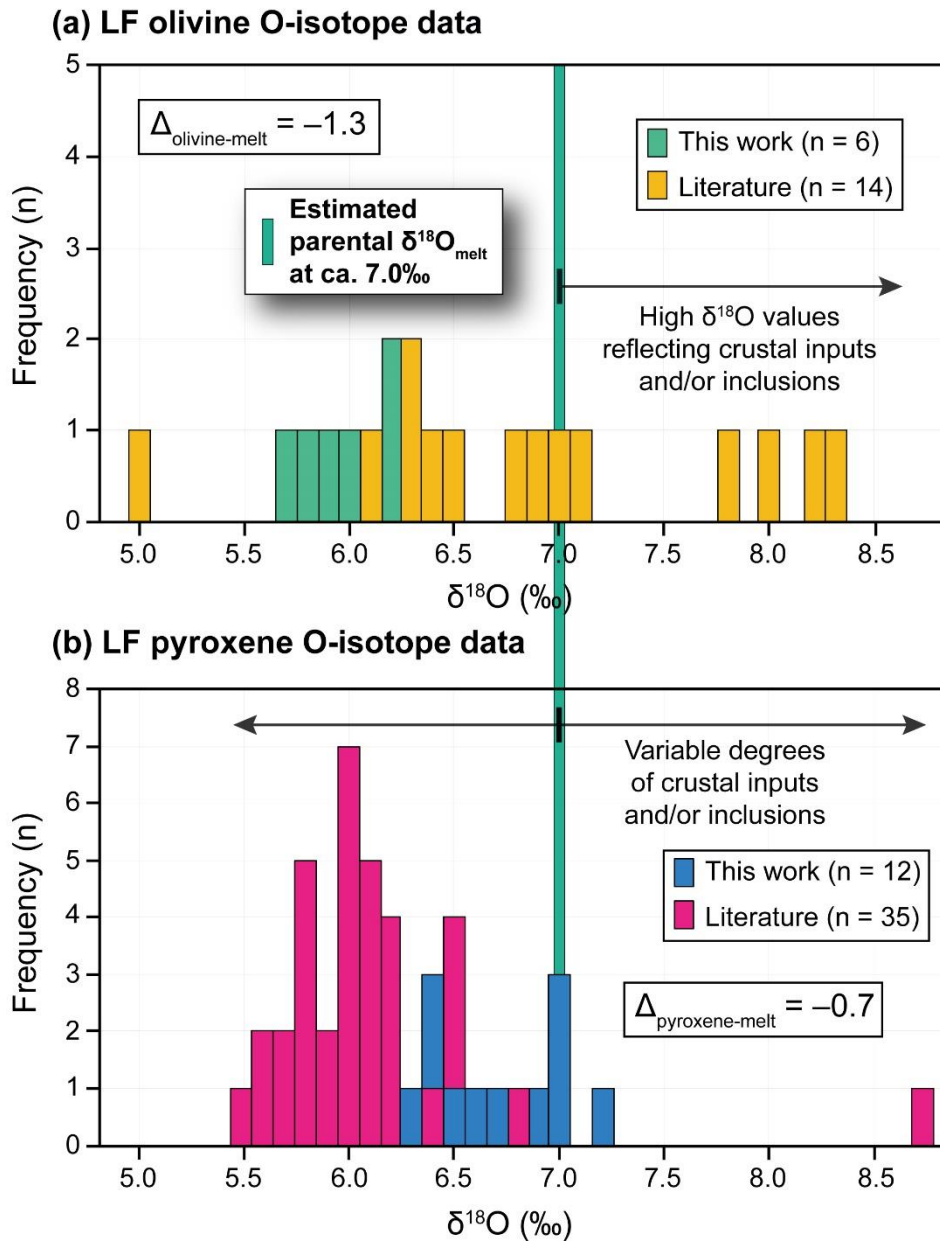 (a) LF olivine O-isotope data
5
4
3
2
1
0
Frequency (n)
Δolivine-melt = –1.3
Estimated
parental δ¹⁸Omelt
at ca. 7.0‰
This work (n = 6)
Literature (n = 14)
High δ¹⁸O values
reflecting crustal inputs
and/or inclusions
5.0 5.5 6.0 6.5 7.0 7.5 8.0 8.5
δ¹⁸O (‰)
(b) LF pyroxene O-isotope data
8
7
6
5
4
3
2
1
0
Frequency (n)
Variable degrees
of crustal inputs
and/or inclusions
This work (n = 12)
Literature (n = 35)
Δpyroxene-melt = –0.7
5.0 5.5 6.0 6.5 7.0 7.5 8.0 8.5
δ¹⁸O (‰)